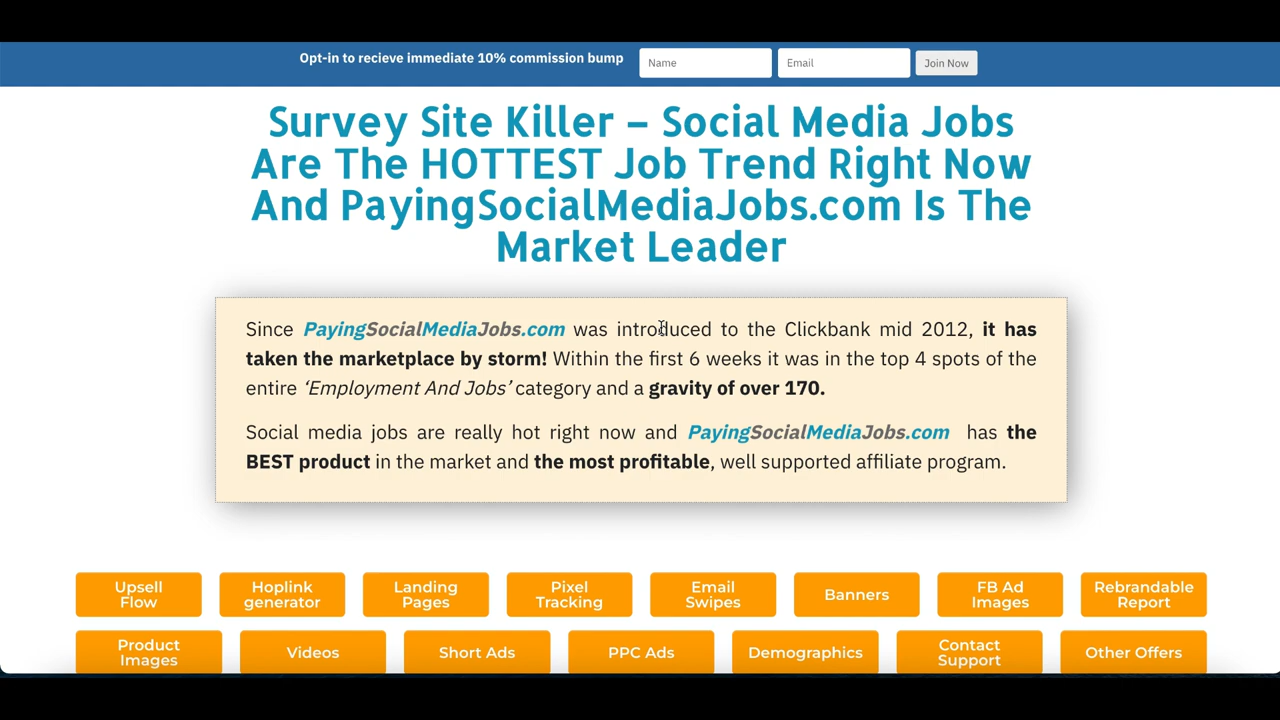 Opt-in to recieve immediate 10% commission bump
Name
Email
Join Now
Survey Site Killer – Social Media Jobs
Are The HOTTEST Job Trend Right Now
And PayingSocialMediaJobs.com Is The
Market Leader
Since PayingSocialMediaJobs.com was introduced to the Clickbank mid 2012, it has
taken the marketplace by storm! Within the first 6 weeks it was in the top 4 spots of the
entire ‘Employment And Jobs’ category and a gravity of over 170.
Social media jobs are really hot right now and PayingSocialMediaJobs.com has the
BEST product in the market and the most profitable, well supported affiliate program.
Upsell
Flow
Hoplink
generator
Landing
Pages
Pixel
Tracking
Email
Swipes
Banners
FB Ad
Images
Rebrandable
Report
Product
Images
Videos
Short Ads
PPC Ads
Demographics
Contact
Support
Other Offers